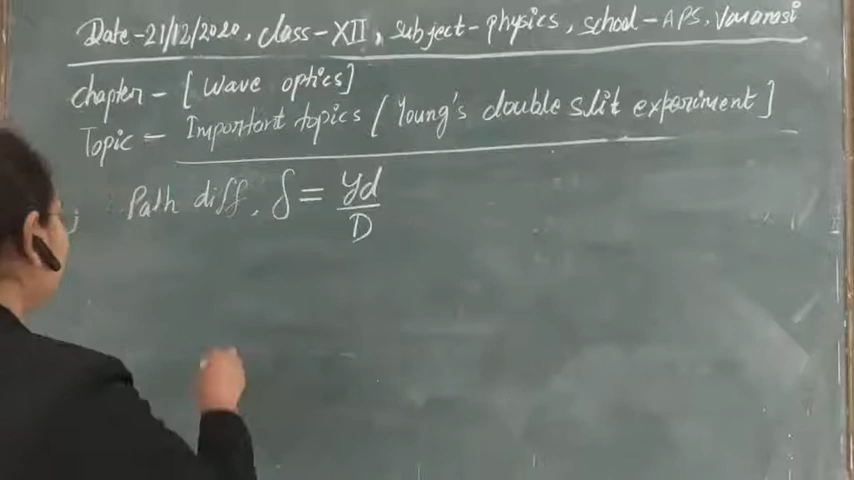 Date-21/12/2020, class-XII, subject-physics, school-APS, Varanasi
chapter - [ Wave optics ]
Topic - Important topics / Young's double slit experiment ]
Path diff. δ = yd/D